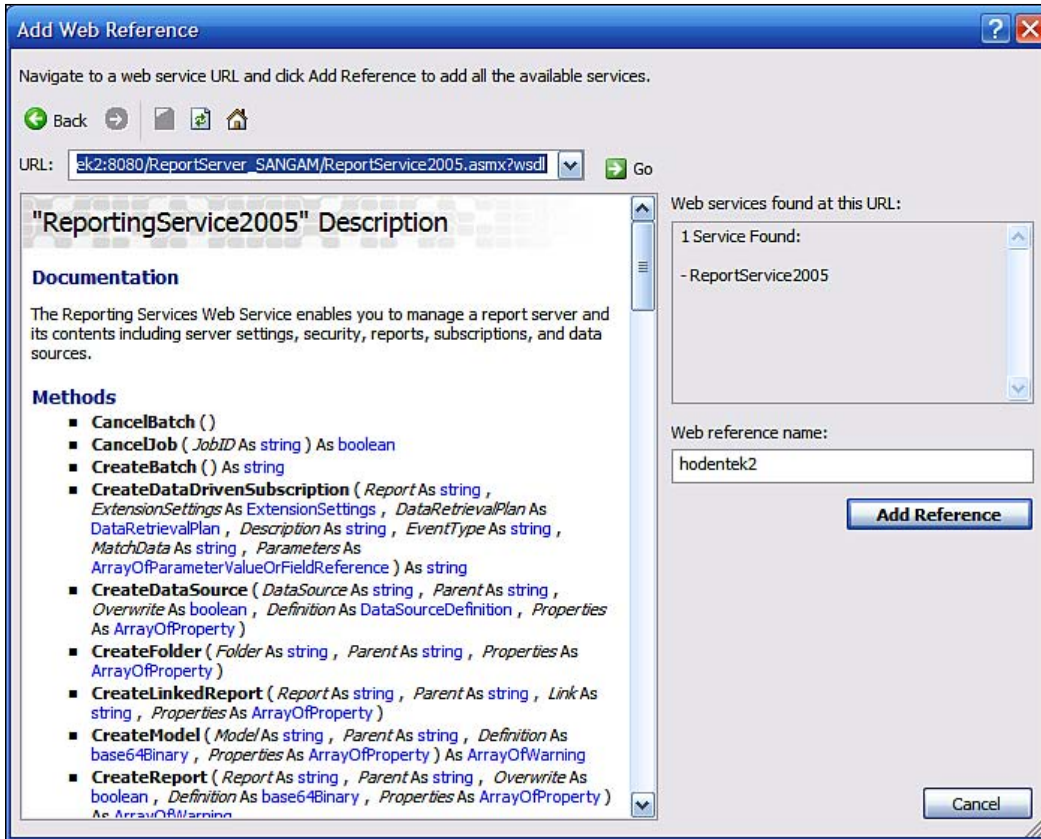 Add Web Reference
Navigate to a web service URL and click Add Reference to add all the available services.
Back
URL: ek2:8080/ReportServer_SANGAM/ReportService2005.asmx?wsdl Go
"ReportingService2005" Description
Documentation
The Reporting Services Web Service enables you to manage a report server and
its contents including server settings, security, reports, subscriptions, and data
sources.
Methods
▪ CancelBatch ()
▪ CancelJob ( JobID As string ) As boolean
▪ CreateBatch () As string
▪ CreateDataDrivenSubscription ( Report As string ,
ExtensionSettings As ExtensionSettings , DataRetrievalPlan As
DataRetrievalPlan , Description As string , EventType As string ,
MatchData As string , Parameters As
ArrayOfParameterValueOrFieldReference ) As string
▪ CreateDataSource ( DataSource As string , Parent As string ,
Overwrite As boolean , Definition As DataSourceDefinition , Properties
As ArrayOfProperty )
▪ CreateFolder ( Folder As string , Parent As string , Properties As
ArrayOfProperty )
▪ CreateLinkedReport ( Report As string , Parent As string , Link As
string , Properties As ArrayOfProperty )
▪ CreateModel ( Model As string , Parent As string , Definition As
base64Binary , Properties As ArrayOfProperty ) As ArrayOfWarning
▪ CreateReport ( Report As string , Parent As string , Overwrite As
boolean , Definition As base64Binary , Properties As ArrayOfProperty )
As ArrayOfWarning
Web services found at this URL:
1 Service Found:
- ReportService2005
Web reference name:
hodentek2
Add Reference
Cancel